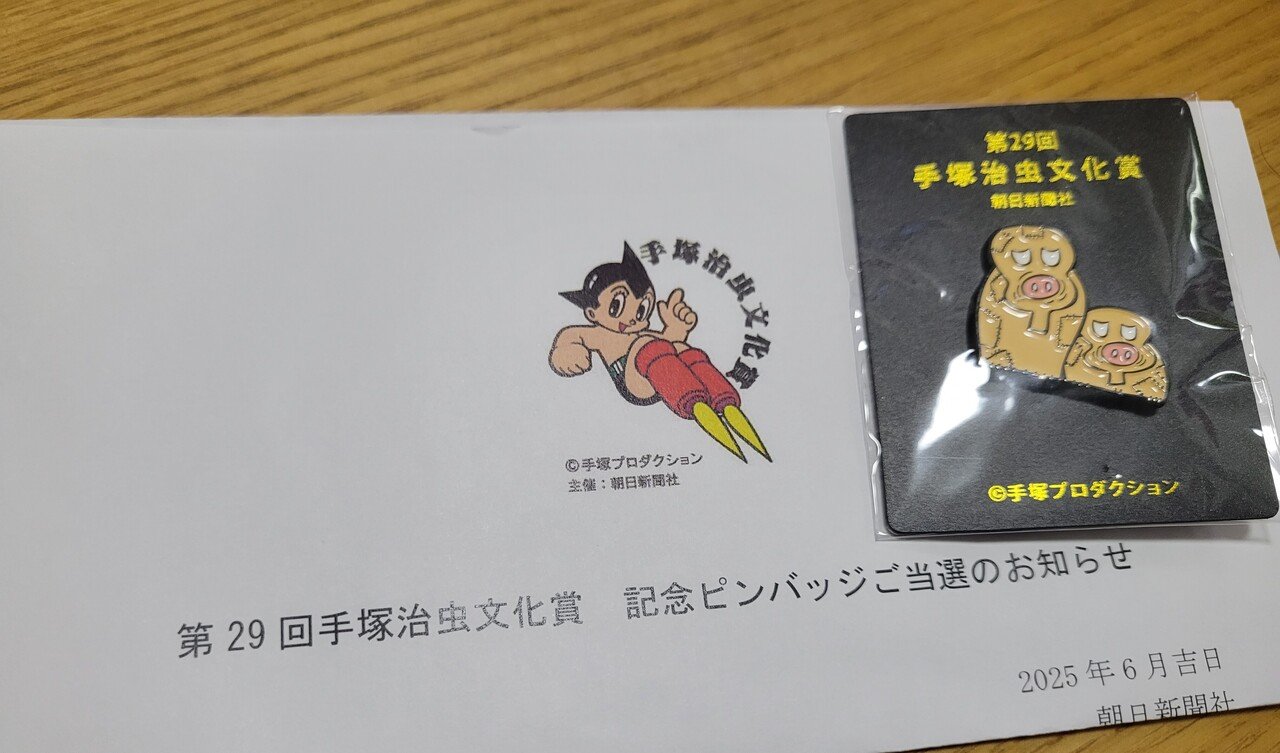 手塚治虫文化賞
©手塚プロダクション
主催：朝日新聞社
第29回
手塚治虫文化賞
朝日新聞社
©手塚プロダクション
第29回手塚治虫文化賞　記念ピンバッジご当選のお知らせ
2025年6月吉日
朝日新聞社